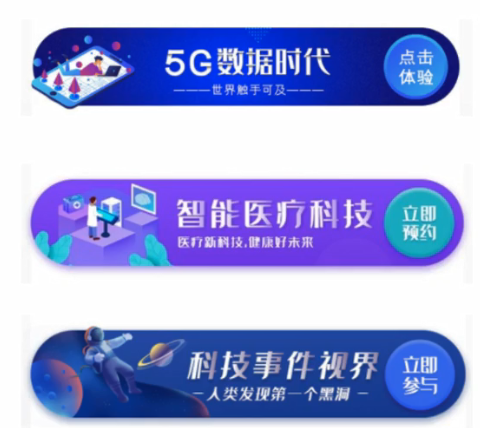 5G数据时代
———世界触手可及———
点击
体验
智能医疗科技
医疗新科技,健康好未来
立即
预约
科技事件视界
— 人类发现第一个黑洞 —
立即
参与